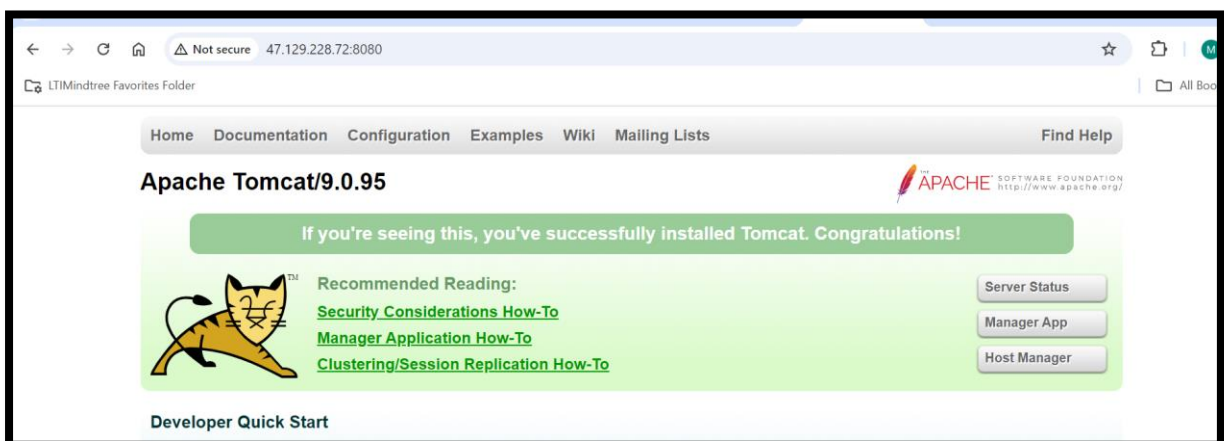 Not secure 47.129.228.72:8080
M
LTIMindtree Favorites Folder
All Boo
Home Documentation Configuration Examples Wiki Mailing Lists Find Help
Apache Tomcat/9.0.95
THE
APACHE SOFTWARE FOUNDATION
http://www.apache.org/
If you're seeing this, you've successfully installed Tomcat. Congratulations!
TM
Recommended Reading:
Security Considerations How-To
Manager Application How-To
Clustering/Session Replication How-To
Server Status
Manager App
Host Manager
Developer Quick Start